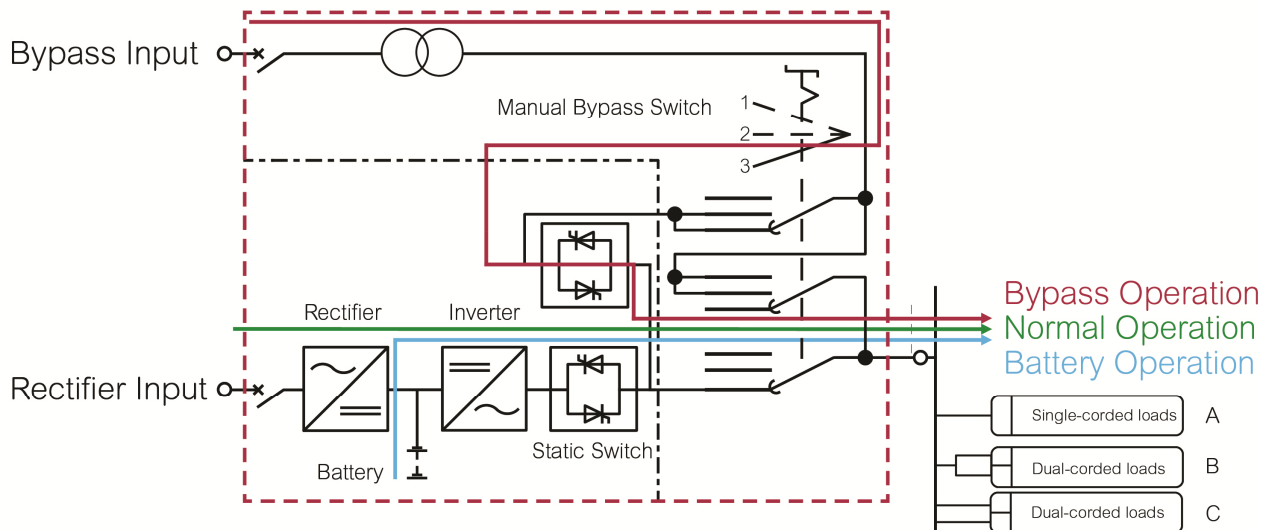 Bypass Input
Manual Bypass Switch
1
2
3
Bypass Operation
Rectifier
Inverter
Normal Operation
Battery Operation
Rectifier Input
Single-corded loads
A
Static Switch
Battery
Dual-corded loads
B
Dual-corded loads
C